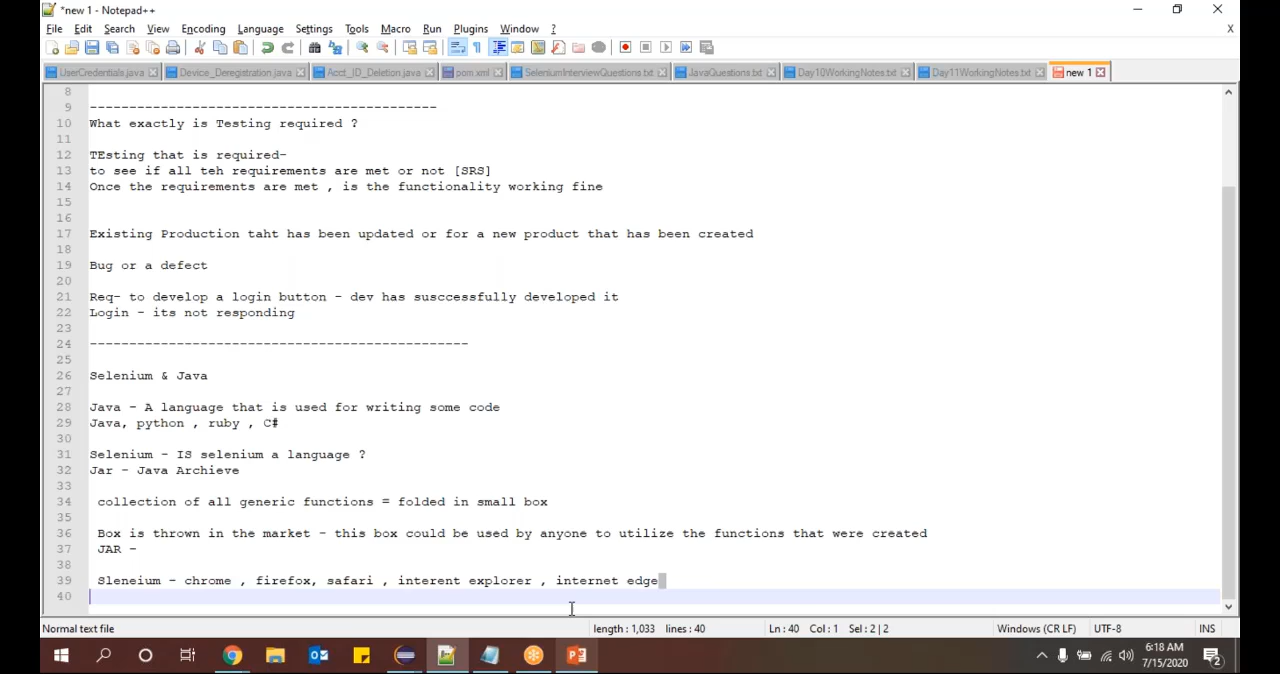 *new 1 - Notepad++
File Edit Search View Encoding Language Settings Tools Macro Run Plugins Window ? X
UserCredentials.java Device_Deregistration.java Acct_ID_Deletion.java pom.xml SeleniumInterviewQuestions.txt JavaQuestions.txt Day10WorkingNotes.txt Day11WorkingNotes.txt new 1
8
9 --------------------------------------------
10 What exactly is Testing required ?
11
12 TEsting that is required-
13 to see if all teh requirements are met or not [SRS]
14 Once the requirements are met , is the functionality working fine
15
16
17 Existing Production taht has been updated or for a new product that has been created
18
19 Bug or a defect
20
21 Req- to develop a login button - dev has susccessfully developed it
22 Login - its not responding
23
24 ------------------------------------------------
25
26 Selenium & Java
27
28 Java - A language that is used for writing some code
29 Java, python , ruby , C#
30
31 Selenium - IS selenium a language ?
32 Jar - Java Archieve
33
34 collection of all generic functions = folded in small box
35
36 Box is thrown in the market - this box could be used by anyone to utilize the functions that were created
37 JAR -
38
39 Sleneium - chrome , firefox, safari , interent explorer , internet edge
40
Normal text file length : 1,033 lines : 40 Ln : 40 Col : 1 Sel : 2 | 2 Windows (CR LF) UTF-8 INS
6:18 AM
7/15/2020
2